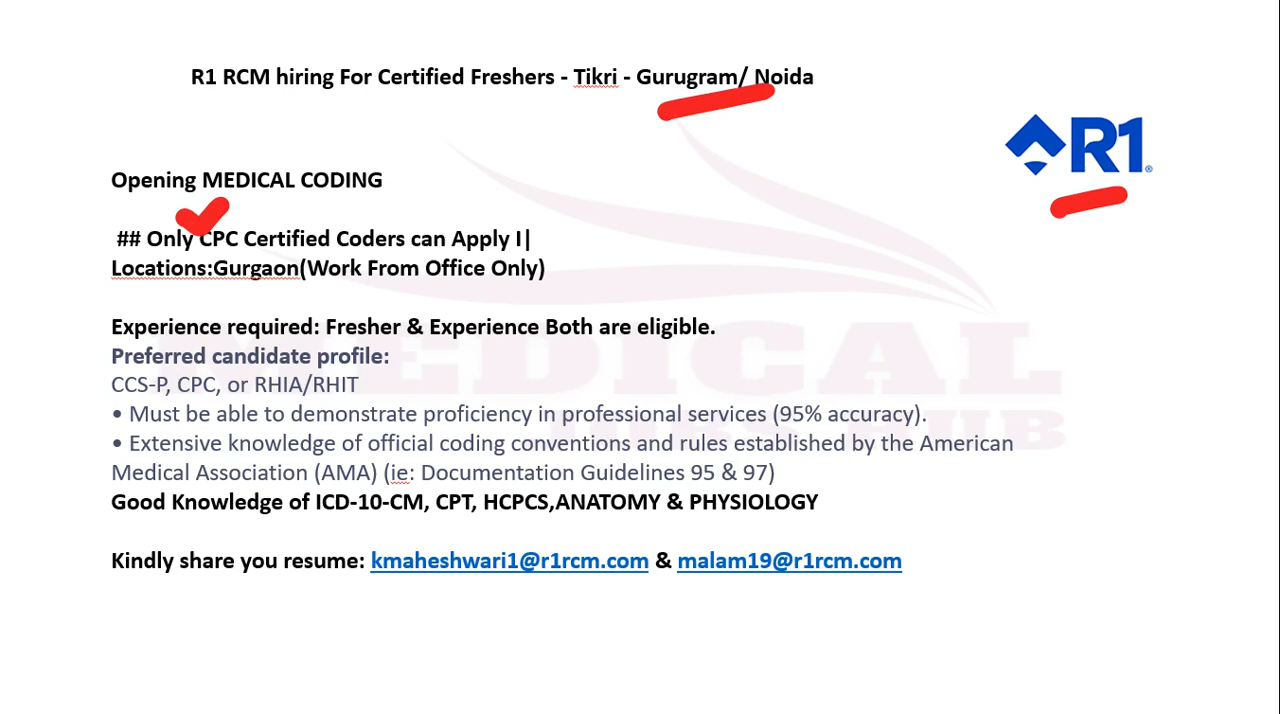 R1 RCM hiring For Certified Freshers - Tikri - Gurugram/ Noida
R1
Opening MEDICAL CODING
## Only CPC Certified Coders can Apply I|
Locations:Gurgaon(Work From Office Only)
Experience required: Fresher & Experience Both are eligible.
Preferred candidate profile:
CCS-P, CPC, or RHIA/RHIT
• Must be able to demonstrate proficiency in professional services (95% accuracy).
• Extensive knowledge of official coding conventions and rules established by the American
Medical Association (AMA) (ie: Documentation Guidelines 95 & 97)
Good Knowledge of ICD-10-CM, CPT, HCPCS,ANATOMY & PHYSIOLOGY
Kindly share you resume: kmaheshwari1@r1rcm.com & malam19@r1rcm.com
MEDICAL
JOBS HUB